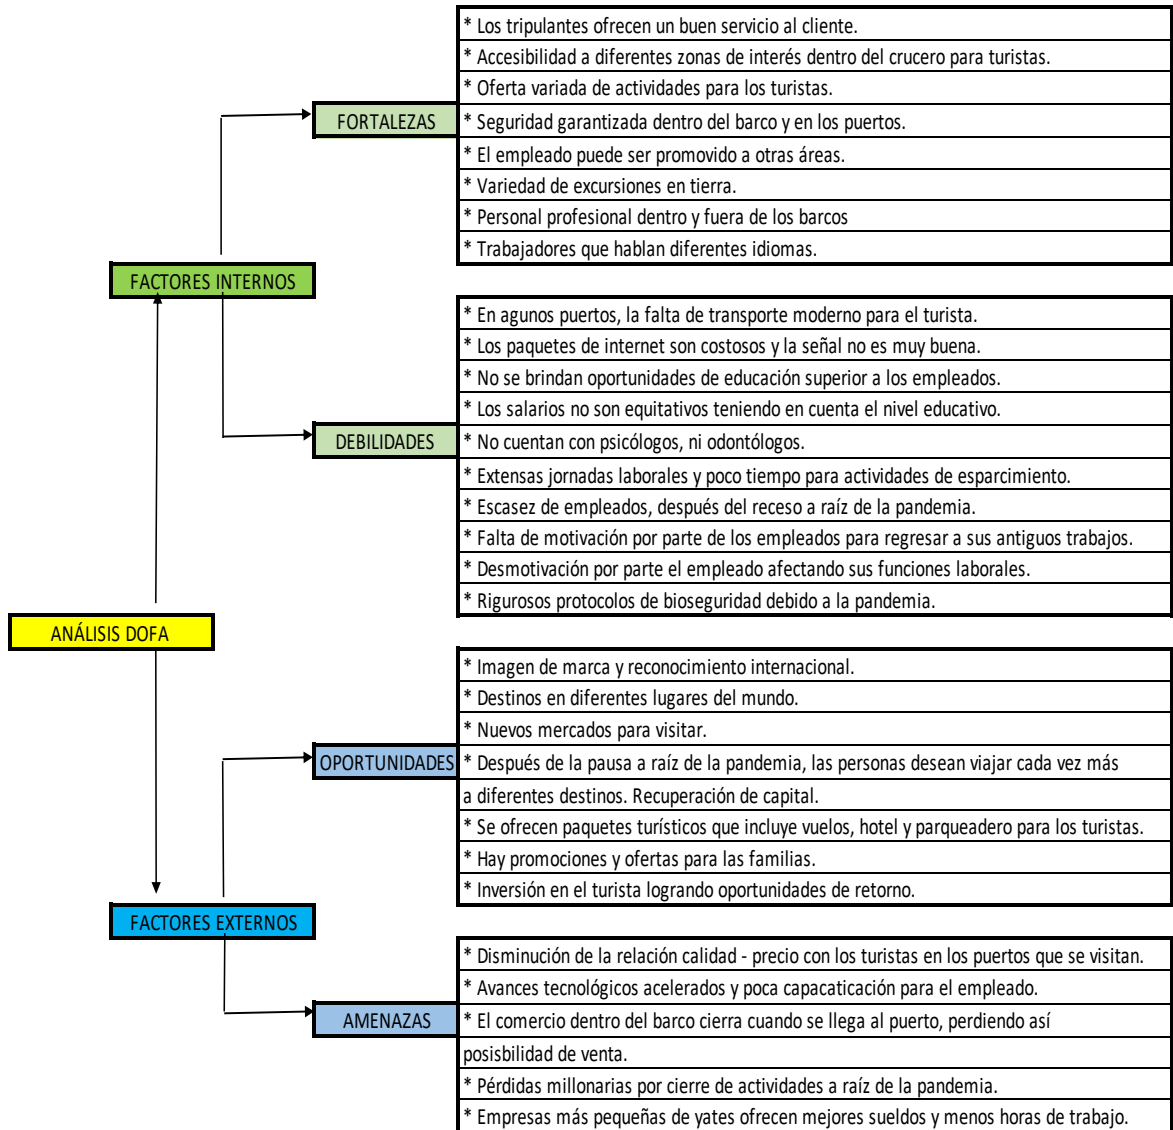 * Los tripulantes ofrecen un buen servicio al cliente.
* Accesibilidad a diferentes zonas de interés dentro del crucero para turistas.
* Oferta variada de actividades para los turistas.
FORTALEZAS
* Seguridad garantizada dentro del barco y en los puertos.
* El empleado puede ser promovido a otras áreas.
* Variedad de excursiones en tierra.
* Personal profesional dentro y fuera de los barcos
* Trabajadores que hablan diferentes idiomas.
FACTORES INTERNOS
* En agunos puertos, la falta de transporte moderno para el turista.
* Los paquetes de internet son costosos y la señal no es muy buena.
* No se brindan oportunidades de educación superior a los empleados.
* Los salarios no son equitativos teniendo en cuenta el nivel educativo.
DEBILIDADES
* No cuentan con psicólogos, ni odontólogos.
* Extensas jornadas laborales y poco tiempo para actividades de esparcimiento.
* Escasez de empleados, después del receso a raíz de la pandemia.
* Falta de motivación por parte de los empleados para regresar a sus antiguos trabajos.
* Desmotivación por parte el empleado afectando sus funciones laborales.
* Rigurosos protocolos de bioseguridad debido a la pandemia.
ANÁLISIS DOFA
* Imagen de marca y reconocimiento internacional.
* Destinos en diferentes lugares del mundo.
* Nuevos mercados para visitar.
OPORTUNIDADES
* Después de la pausa a raíz de la pandemia, las personas desean viajar cada vez más
a diferentes destinos. Recuperación de capital.
* Se ofrecen paquetes turísticos que incluye vuelos, hotel y parqueadero para los turistas.
* Hay promociones y ofertas para las familias.
* Inversión en el turista logrando oportunidades de retorno.
FACTORES EXTERNOS
* Disminución de la relación calidad - precio con los turistas en los puertos que se visitan.
* Avances tecnológicos acelerados y poca capacaticación para el empleado.
AMENAZAS
* El comercio dentro del barco cierra cuando se llega al puerto, perdiendo así
posisbilidad de venta.
* Pérdidas millonarias por cierre de actividades a raíz de la pandemia.
* Empresas más pequeñas de yates ofrecen mejores sueldos y menos horas de trabajo.